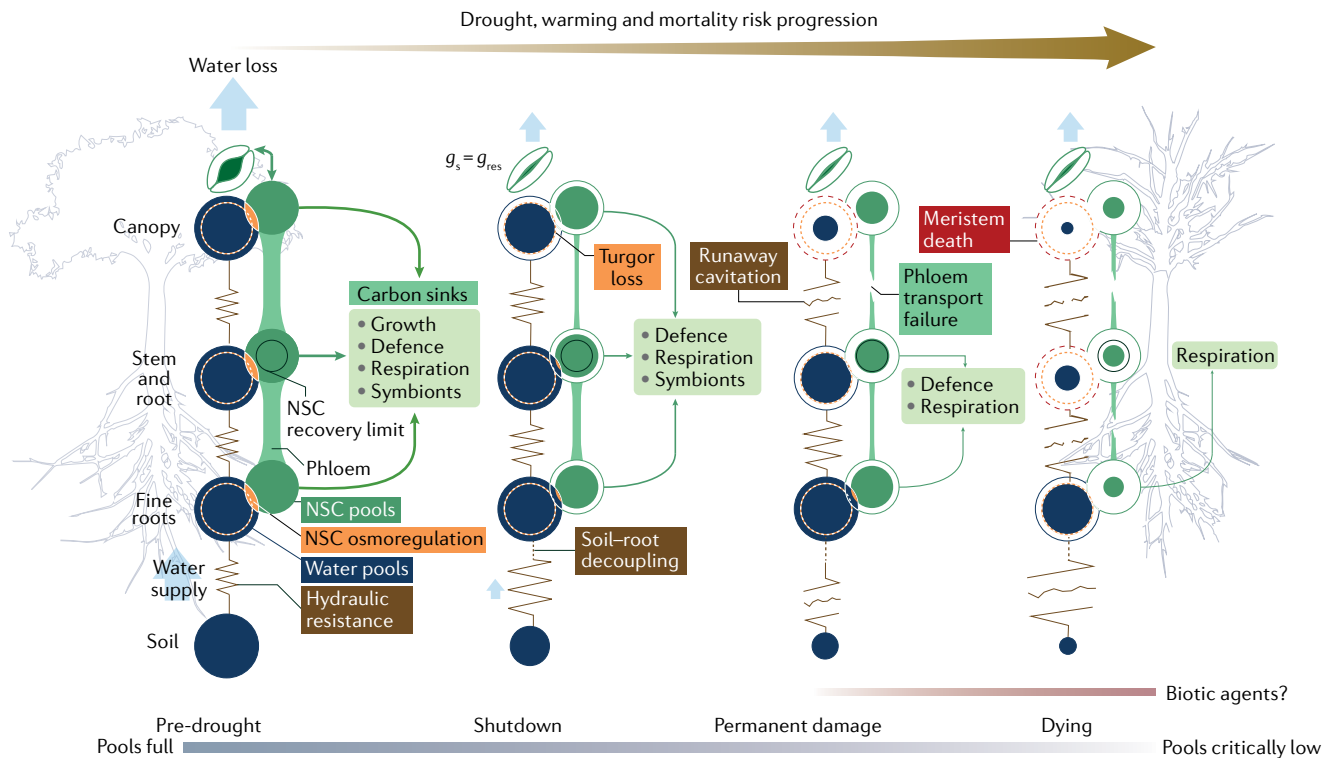 Drought, warming and mortality risk progression
Water loss
gs = gres
Canopy
Meristem
death
Turgor
loss
Runaway
cavitation
Phloem
transport
failure
Carbon sinks
• Growth
• Defence
• Respiration
• Symbionts
• Defence
• Respiration
• Symbionts
• Defence
• Respiration
Respiration
Stem
and
root
NSC
recovery limit
Phloem
Fine
roots
NSC pools
NSC osmoregulation
Water pools
Soil–root
decoupling
Water
supply
Hydraulic
resistance
Soil
Biotic agents?
Pre-drought
Shutdown
Permanent damage
Dying
Pools full
Pools critically low